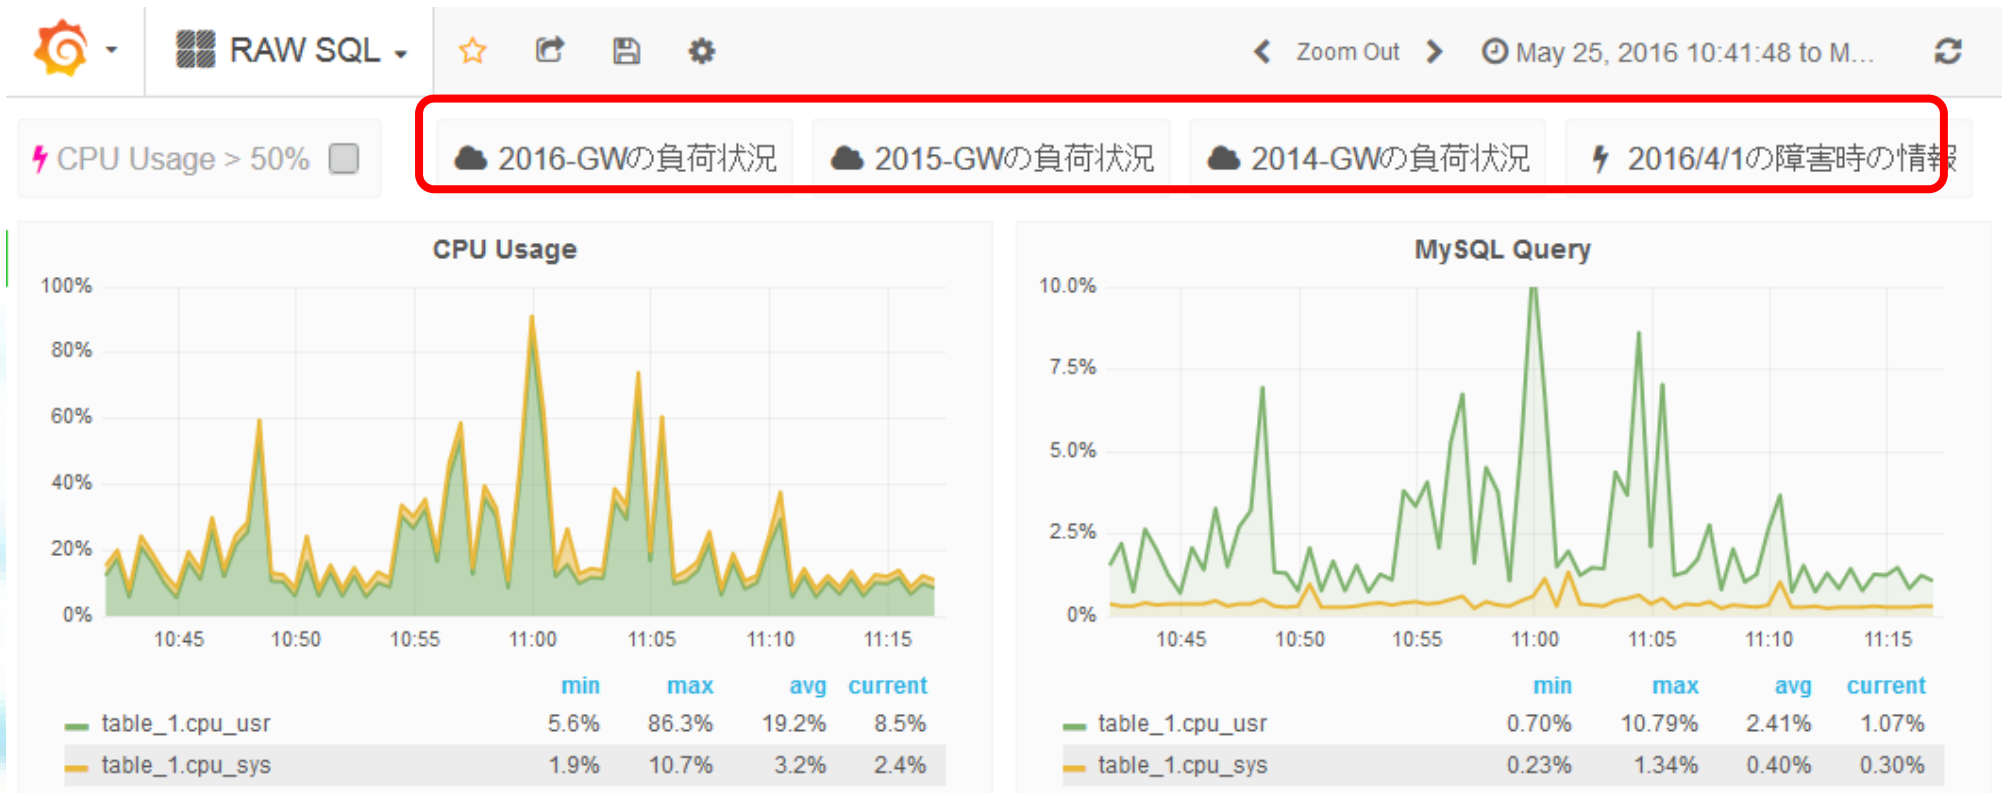 RAW SQL
Zoom Out
May 25, 2016 10:41:48 to M...
CPU Usage > 50%
2016-GWの負荷状況
2015-GWの負荷状況
2014-GWの負荷状況
2016/4/1の障害時の情報
CPU Usage
100%
80%
60%
40%
20%
0%
10:45 10:50 10:55 11:00 11:05 11:10 11:15
min max avg current
table_1.cpu_usr 5.6% 86.3% 19.2% 8.5%
table_1.cpu_sys 1.9% 10.7% 3.2% 2.4%
MySQL Query
10.0%
7.5%
5.0%
2.5%
0%
10:45 10:50 10:55 11:00 11:05 11:10 11:15
min max avg current
table_1.cpu_usr 0.70% 10.79% 2.41% 1.07%
table_1.cpu_sys 0.23% 1.34% 0.40% 0.30%